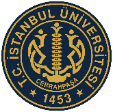 T.C. İSTANBUL ÜNİVERSİTESİ
CERRAHPAŞA
1453